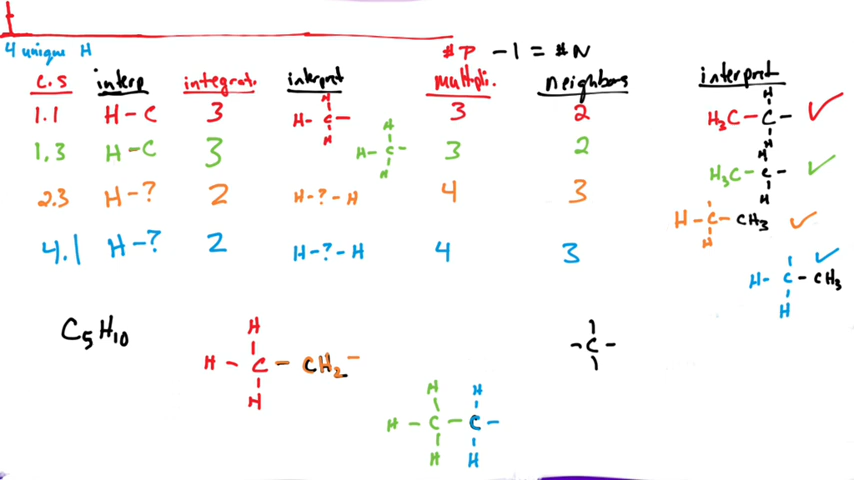 4 unique H
#P -1 = #N
C.S interp integrat. interpret multipli. neighbors interpret
1.1 H-C 3 H-C- H H 3 2 H3C-C- H H ✓
1.3 H-C 3 H-C- H H 3 2 H3C-C- H H ✓
2.3 H-? 2 H-?-H 4 3 H-C-CH3 H ✓
4.1 H-? 2 H-?-H 4 3 H-C-CH3 H ✓
C5H10
H
H-C-CH2-
H
-C-
H H
H-C-C-
H H